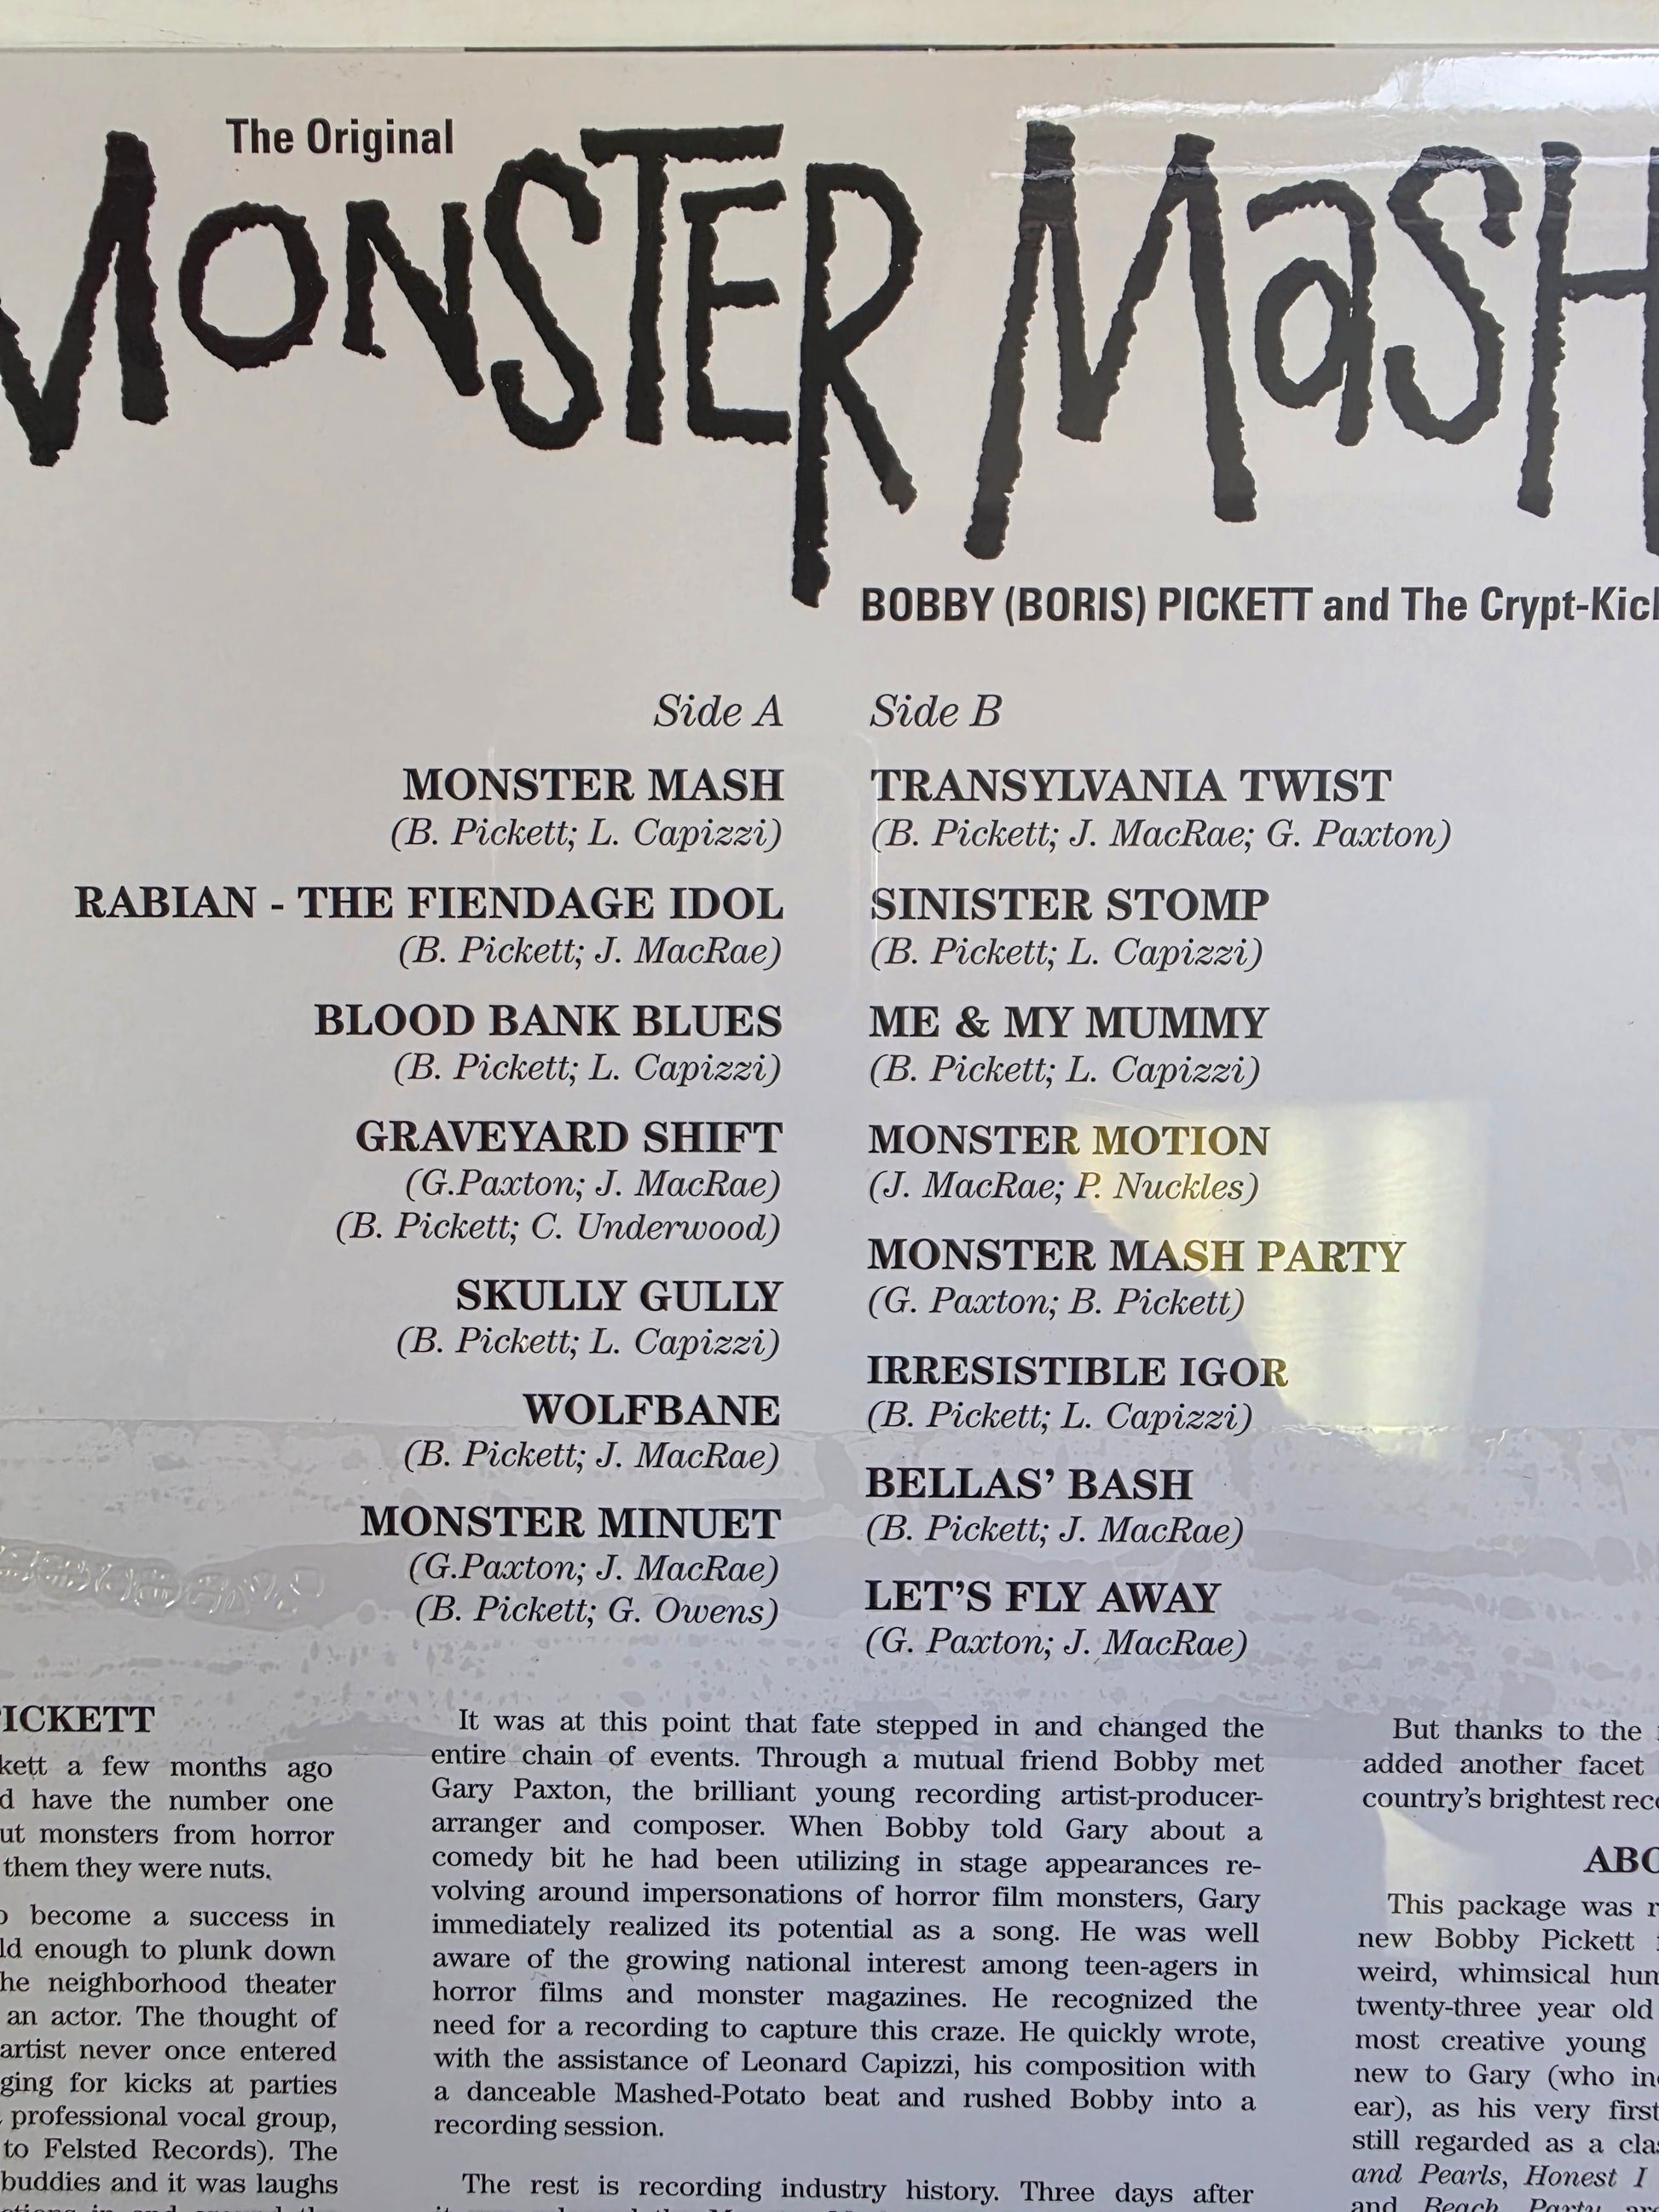 The Original
MONSTER MaSH
BOBBY (BORIS) PICKETT and The
Side A
MONSTER MASH
(B. Pickett; L. Capizzi)
RABIAN - THE FIENDAGE IDOL
(B. Pickett; J. MacRae)
BLOOD BANK BLUES
(B. Pickett; L. Capizzi)
GRAVEYARD SHIFT
(G.Paxton; J. MacRae)
(B. Pickett; C. Underwood)
SKULLY GULLY
(B. Pickett; L. Capizzi)
WOLFBANE
(B. Pickett; J. MacRae)
MONSTER MINUET
(G.Paxton; J. MacRae)
(B. Pickett; G. Owens)
Side B
TRANSYLVANIA TWIST
(B. Pickett; J. MacRae; G. Paxton)
SINISTER STOMP
(B. Pickett; L. Capizzi)
ME & MY MUMMY
(B. Pickett; L. Capizzi)
MONSTER MOTION
(J. MacRae; P. Nuckles)
MONSTER MASH PARTY
(G. Paxton; B. Pickett)
IRRESISTIBLE IGOR
(B. Pickett; L. Capizzi)
BELLAS’ BASH
(B. Pickett; J. MacRae)
LET’S FLY AWAY
(G. Paxton; J. MacRae)
a few months ago
have the number one
monsters from horror
them they were nuts.
become a success in
enough to plunk down
neighborhood theater
an actor. The thought of
artist never once entered
for kicks at parties
professional vocal group,
to Felsted Records). The
buddies and it was laughs
It was at this point that fate stepped in and changed the
entire chain of events. Through a mutual friend Bobby met
Gary Paxton, the brilliant young recording artist-producer-
arranger and composer. When Bobby told Gary about a
comedy bit he had been utilizing in stage appearances re-
volving around impersonations of horror film monsters, Gary
immediately realized its potential as a song. He was well
aware of the growing national interest among teen-agers in
horror films and monster magazines. He recognized the
need for a recording to capture this craze. He quickly wrote,
with the assistance of Leonard Capizzi, his composition with
a danceable Mashed-Potato beat and rushed Bobby into a
recording session.
The rest is recording industry history. Three days after
But thanks to the
added another facet
country’s brightest
This package was
new Bobby Pickett
weird, whimsical
twenty-three year old
most creative young
new to Gary (who
ear), as his very first
still regarded as a
and Pearls, Honest I
and Beach Party